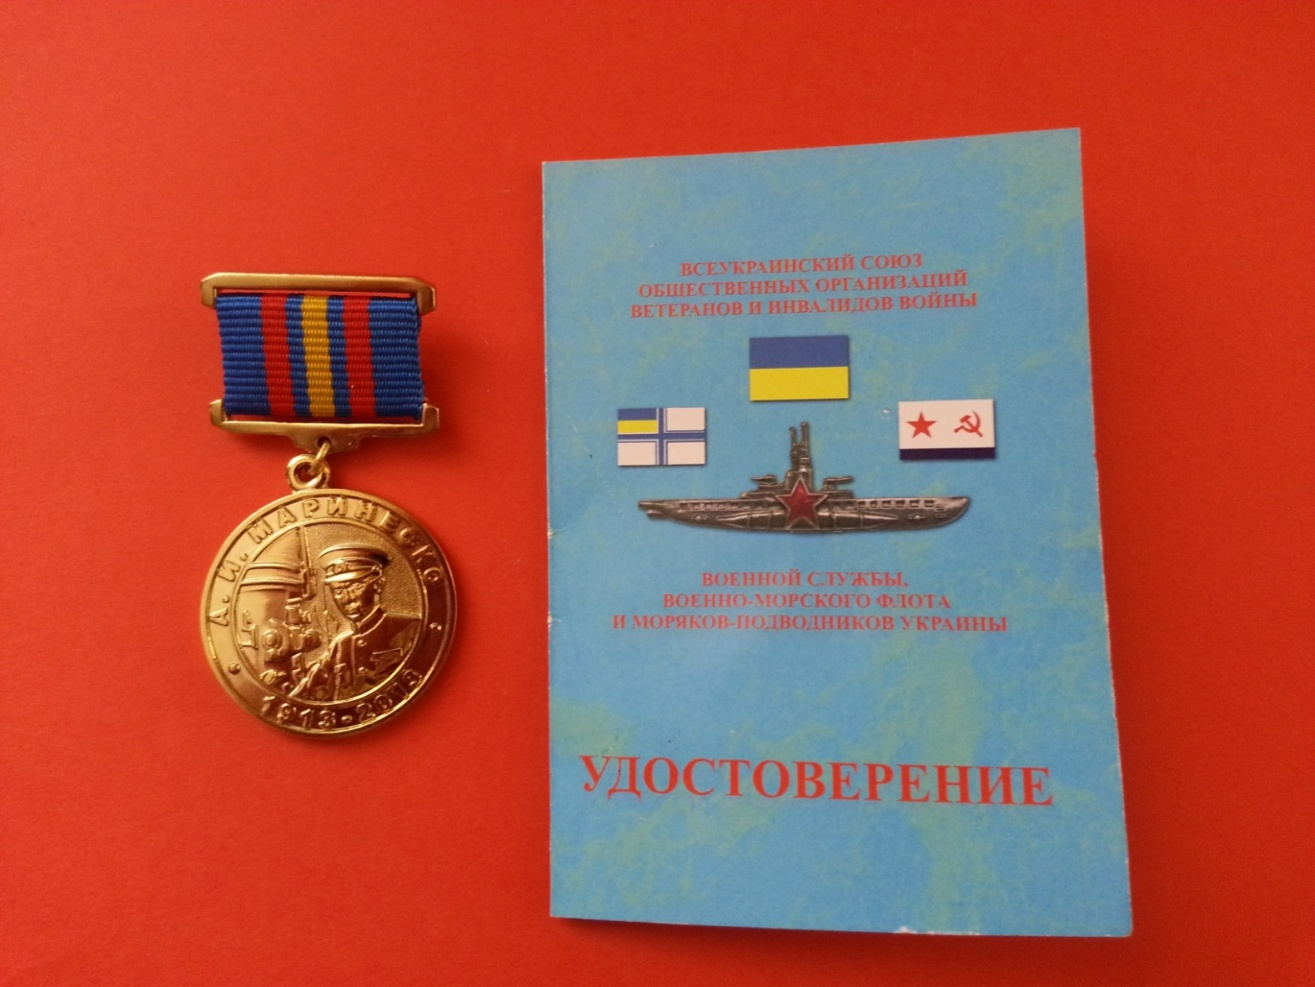 А. И. МАРИНЕСКО
1913-2013
ВСЕУКРАИНСКИЙ СОЮЗ
ОБЩЕСТВЕННЫХ ОРГАНИЗАЦИЙ
ВЕТЕРАНОВ И ИНВАЛИДОВ ВОЙНЫ
ВОЕННОЙ СЛУЖБЫ,
ВОЕННО-МОРСКОГО ФЛОТА
И МОРЯКОВ-ПОДВОДНИКОВ УКРАИНЫ
УДОСТОВЕРЕНИЕ